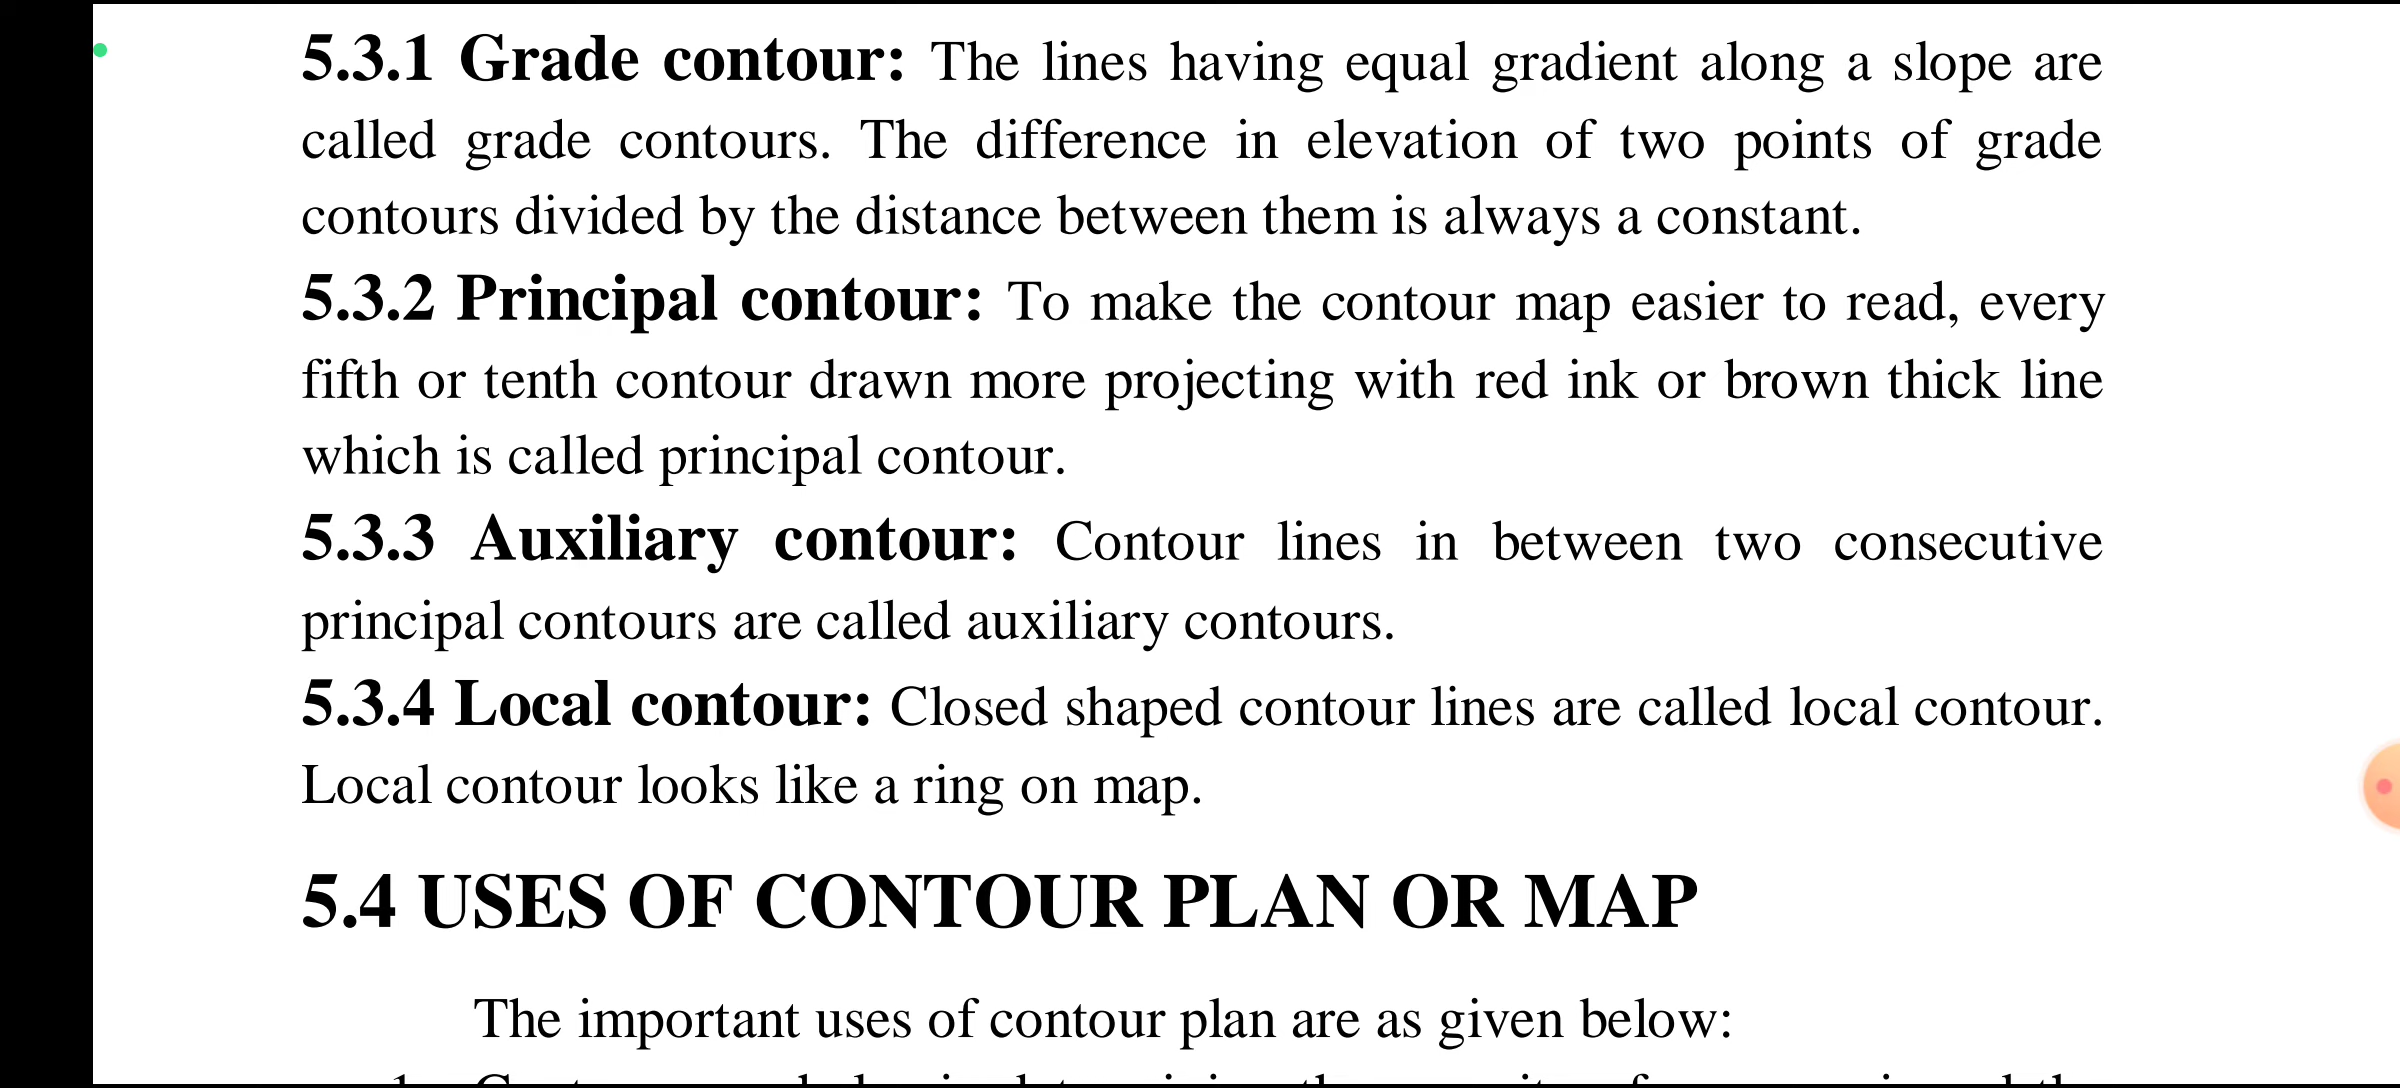 5.3.1 Grade contour: The lines having equal gradient along a slope are
called grade contours. The difference in elevation of two points of grade
contours divided by the distance between them is always a constant.
5.3.2 Principal contour: To make the contour map easier to read, every
fifth or tenth contour drawn more projecting with red ink or brown thick line
which is called principal contour.
5.3.3 Auxiliary contour: Contour lines in between two consecutive
principal contours are called auxiliary contours.
5.3.4 Local contour: Closed shaped contour lines are called local contour.
Local contour looks like a ring on map.
5.4 USES OF CONTOUR PLAN OR MAP
The important uses of contour plan are as given below: